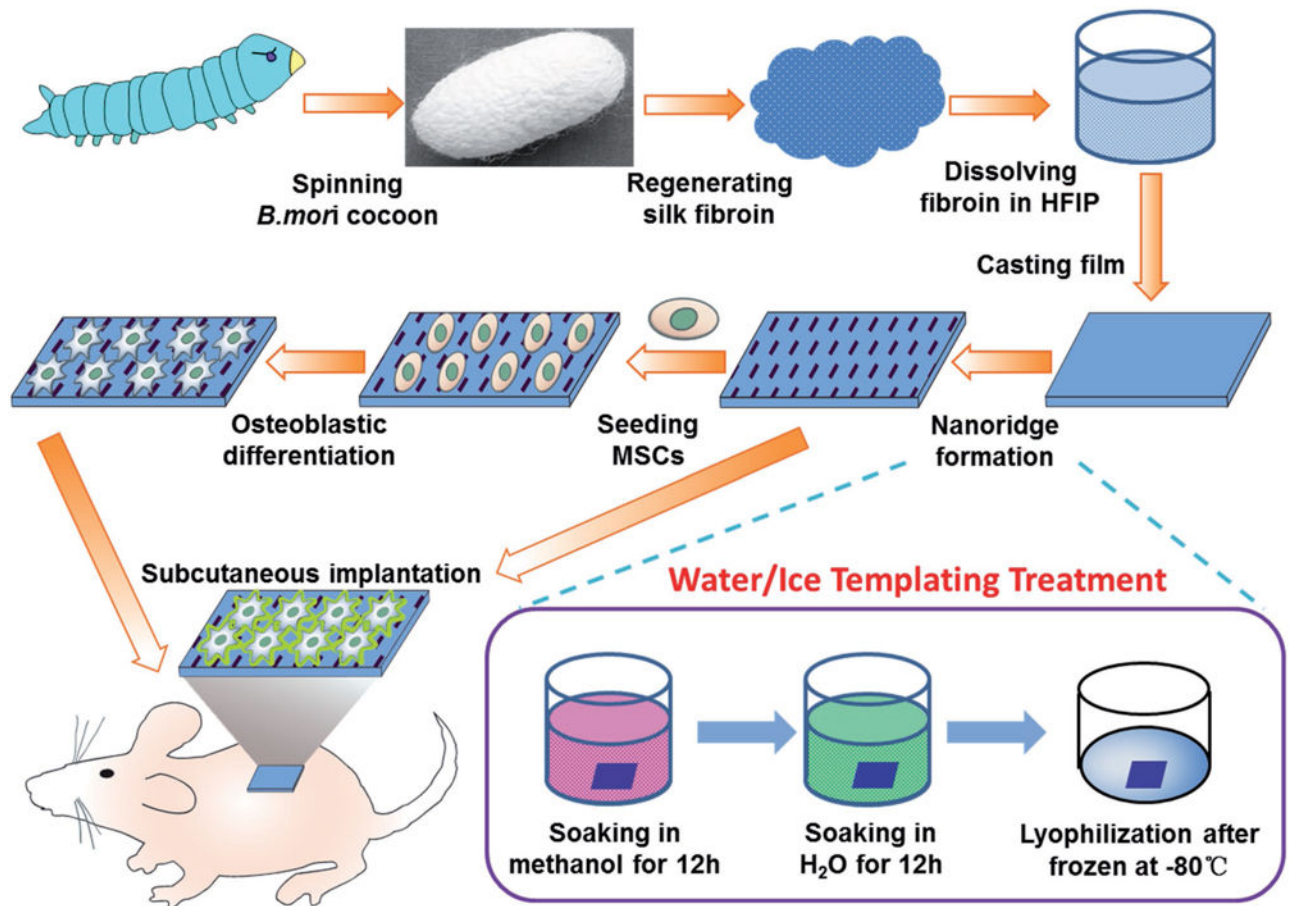 Spinning
B.mori cocoon
Regenerating
silk fibroin
Dissolving
fibroin in HFIP
Casting film
Osteoblastic
differentiation
Seeding
MSCs
Nanoridge
formation
Subcutaneous implantation
Water/Ice Templating Treatment
Soaking in
methanol for 12h
Soaking in
H₂O for 12h
Lyophilization after
frozen at -80℃